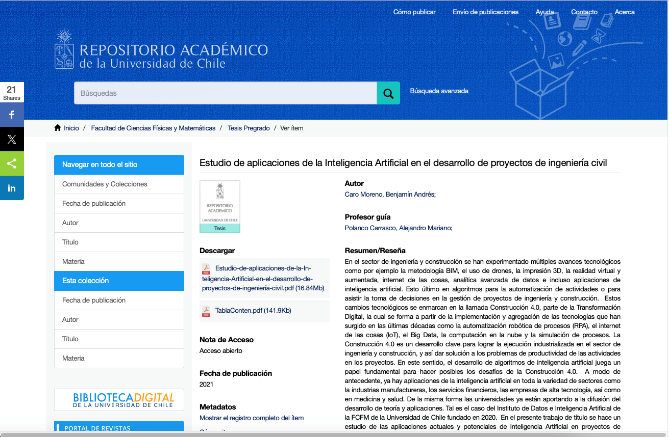 Cómo publicar Envío de publicaciones Ayuda Contacto Acerca
REPOSITORIO ACADÉMICO
de la Universidad de Chile
Búsquedas
Búsqueda avanzada
21
Shares
Inicio / Facultad de Ciencias Físicas y Matemáticas / Tesis Pregrado / Ver ítem
Navegar en todo el sitio
Comunidades y Colecciones
Fecha de publicación
Autor
Título
Materia
Esta colección
Fecha de publicación
Autor
Título
Materia
BIBLIOTECADIGITAL
DE LA UNIVERSIDAD DE CHILE
PORTAL DE REVISTAS
Estudio de aplicaciones de la Inteligencia Artificial en el desarrollo de proyectos de ingeniería civil
REPOSITORIO
ACADÉMICO
UNIVERSIDAD DE CHILE
Tesis
Descargar
Estudio-de-aplicaciones-de-la-In-
teligencia-Artificial-en-el-desarrollo-de-
proyectos-de-ingeniería-civil.pdf (16.84Mb)
TablaConten.pdf (141.9Kb)
Nota de Acceso
Acceso abierto
Fecha de publicación
2021
Metadatos
Mostrar el registro completo del ítem
Autor
Caro Moreno, Benjamín Andrés;
Profesor guía
Polanco Carrasco, Alejandro Mariano;
Resumen/Reseña
En el sector de ingeniería y construcción se han experimentado múltiples avances tecnológicos
como por ejemplo la metodología BIM, el uso de drones, la impresión 3D, la realidad virtual y
aumentada, internet de las cosas, analítica avanzada de datos e incluso aplicaciones de
inteligencia artificial. Esto último en algoritmos para la automatización de actividades o para
asistir la toma de decisiones en la gestión de proyectos de ingeniería y construcción. Estos
cambios tecnológicos se enmarcan en la llamada Construcción 4.0, parte de la Transformación
Digital, la cual se forma a partir de la implementación y agregación de las tecnologías que han
surgido en las últimas décadas como la automatización robótica de procesos (RPA), el internet
de las cosas (IoT), el Big Data, la computación en la nube y la simulación de procesos. La
Construcción 4.0 es un desarrollo clave para lograr la ejecución industrializada en el sector de
ingeniería y construcción, y así dar solución a los problemas de productividad de las actividades
en los proyectos. En este sentido, el desarrollo de algoritmos de inteligencia artificial juega un
papel fundamental para hacer posibles los desafíos de la Construcción 4.0. A modo de
antecedente, ya hay aplicaciones de la inteligencia artificial en toda la variedad de sectores como
la industrias manufactureras, los servicios financieras, las empresas de alta tecnología, así como
en medicina y salud. De la misma forma las universidades ya están aportando a la difusión del
desarrollo de teoría y aplicaciones. Tal es el caso del Instituto de Datos e Inteligencia Artificial de
la FCFM de la Universidad de Chile fundado en 2020. En el presente trabajo de título se hace un
estudio de las aplicaciones actuales y potenciales de Inteligencia Artificial en proyectos de